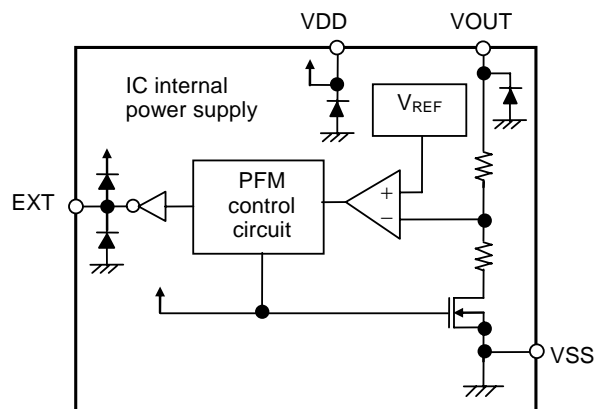 VDD
VOUT
IC internal
power supply
VREF
EXT
PFM
control
circuit
+
−
VSS